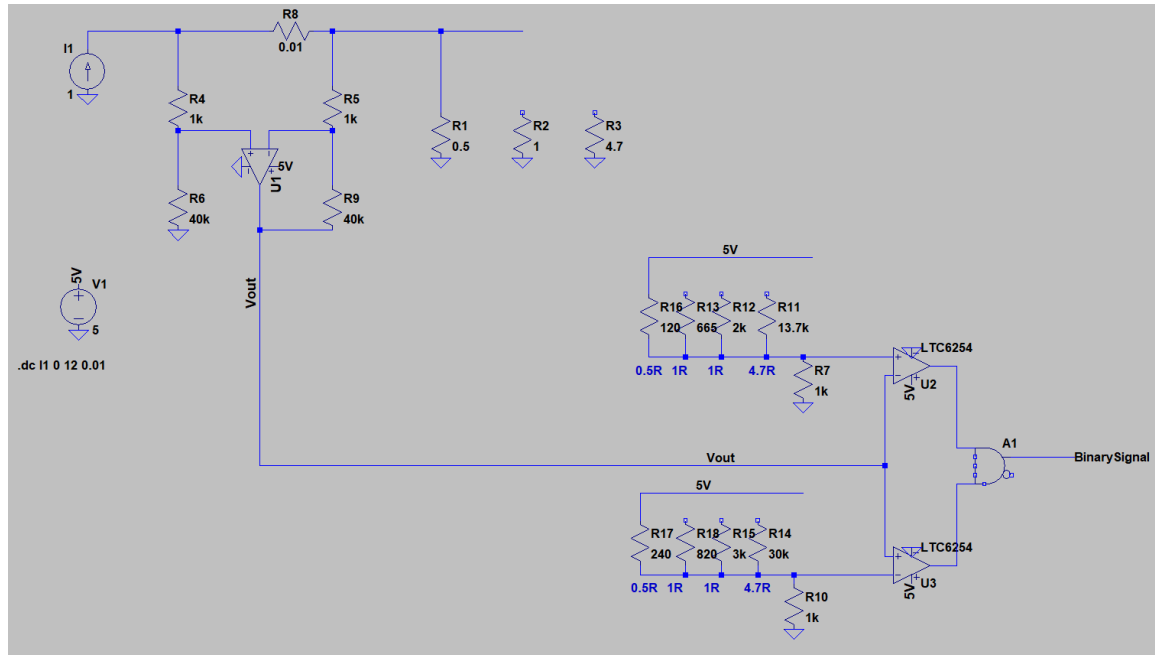 R8
0.01
I1
1
R4
1k
R5
1k
R1
0.5
R2
1
R3
4.7
5V
U1
R6
40k
R9
40k
Vout
5V
V1
5
.dc I1 0 12 0.01
5V
R16
120
R13
665
R12
2k
R11
13.7k
0.5R 1R 1R 4.7R
R7
1k
LTC6254
U2
5V
A1
BinarySignal
Vout
5V
R17
240
R18
820
R15
3k
R14
30k
0.5R 1R 1R 4.7R
R10
1k
LTC6254
U3
5V